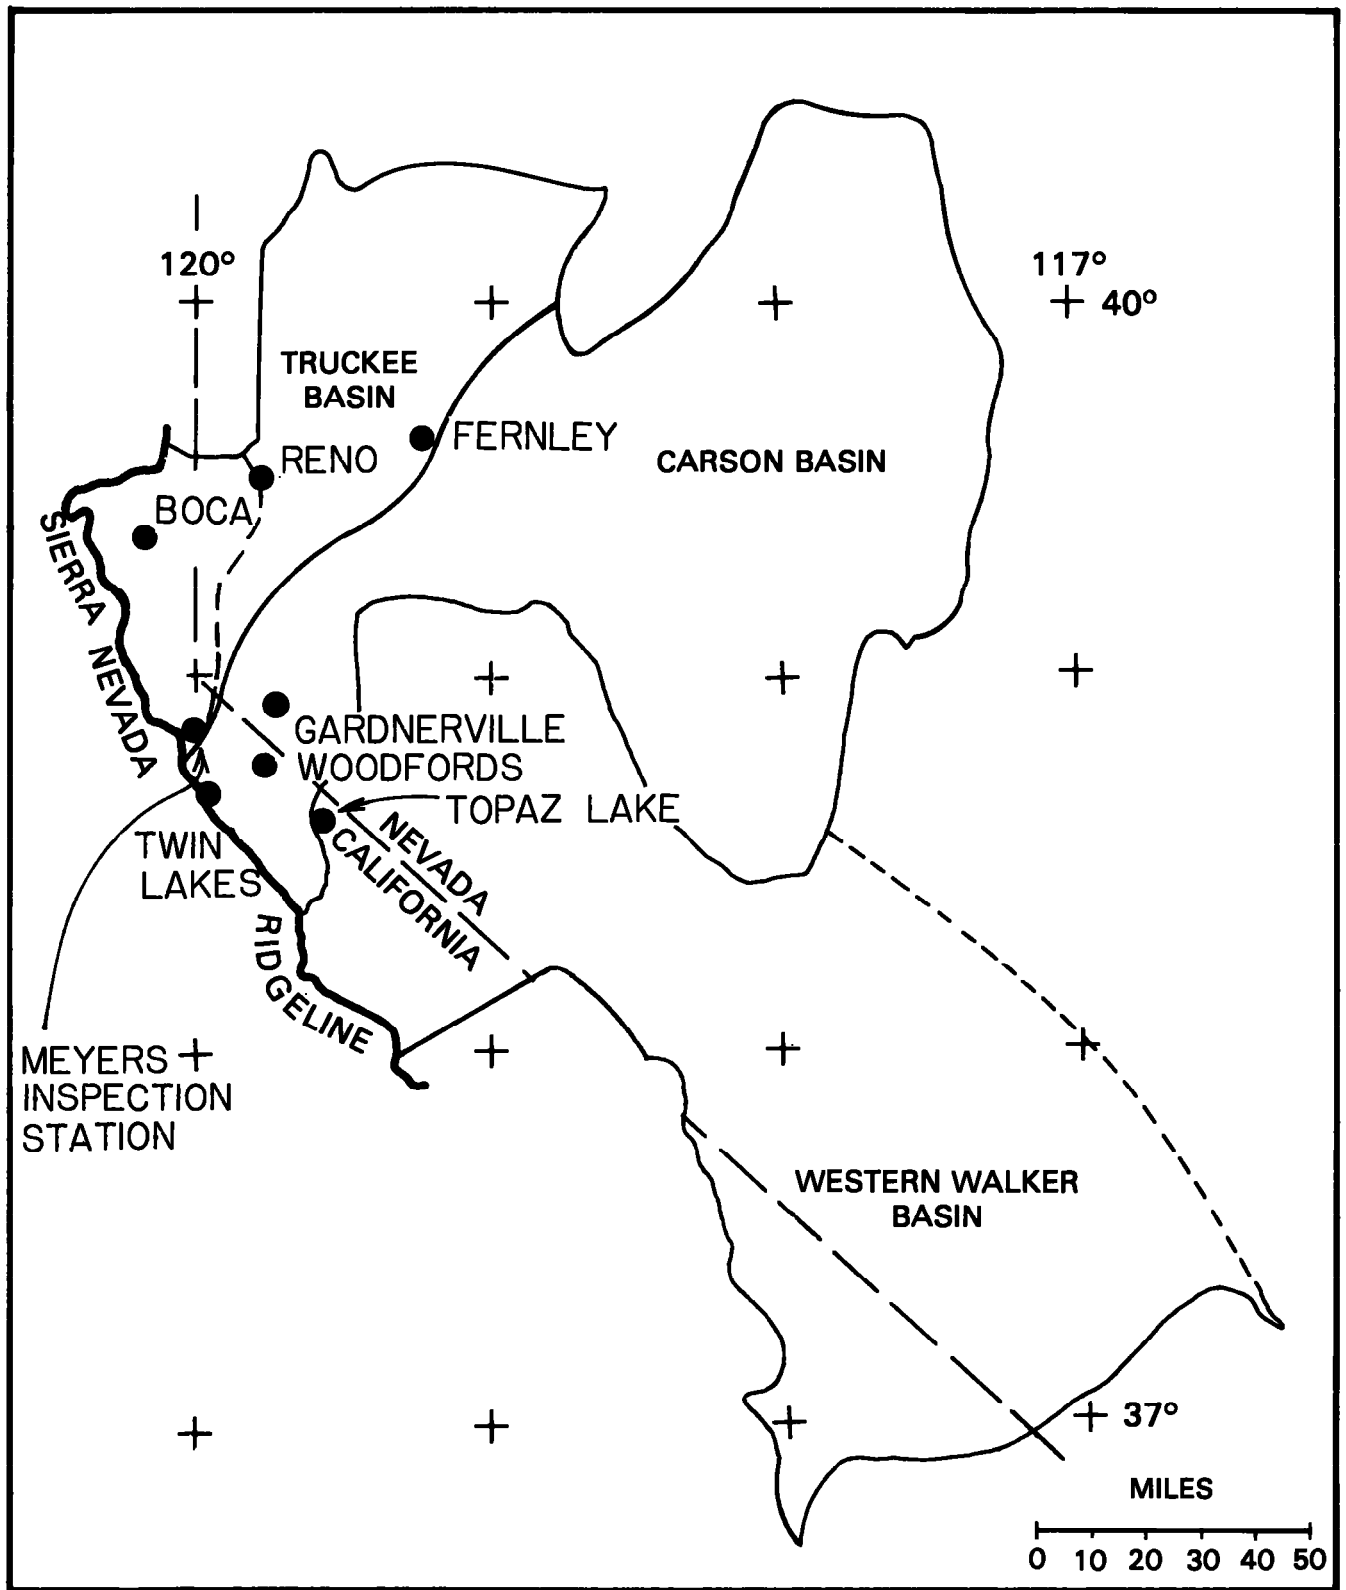 120°
117°
40°
TRUCKEE
BASIN
FERNLEY
RENO
CARSON BASIN
BOCA
SIERRA NEVADA
GARDNERVILLE
WOODFORDS
TOPAZ LAKE
NEVADA
CALIFORNIA
TWIN
LAKES
RIDGELINE
MEYERS
INSPECTION
STATION
WESTERN WALKER
BASIN
37°
MILES
0 10 20 30 40 50